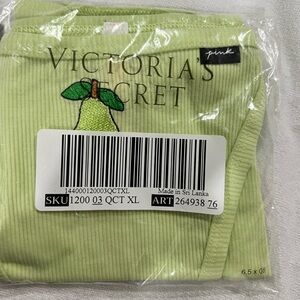 VICTORIA'S
SECRET
pink
144000120003QCTXL
Made in Sri Lanka
SKU 1200 03 QCT XL
ART 264938 76